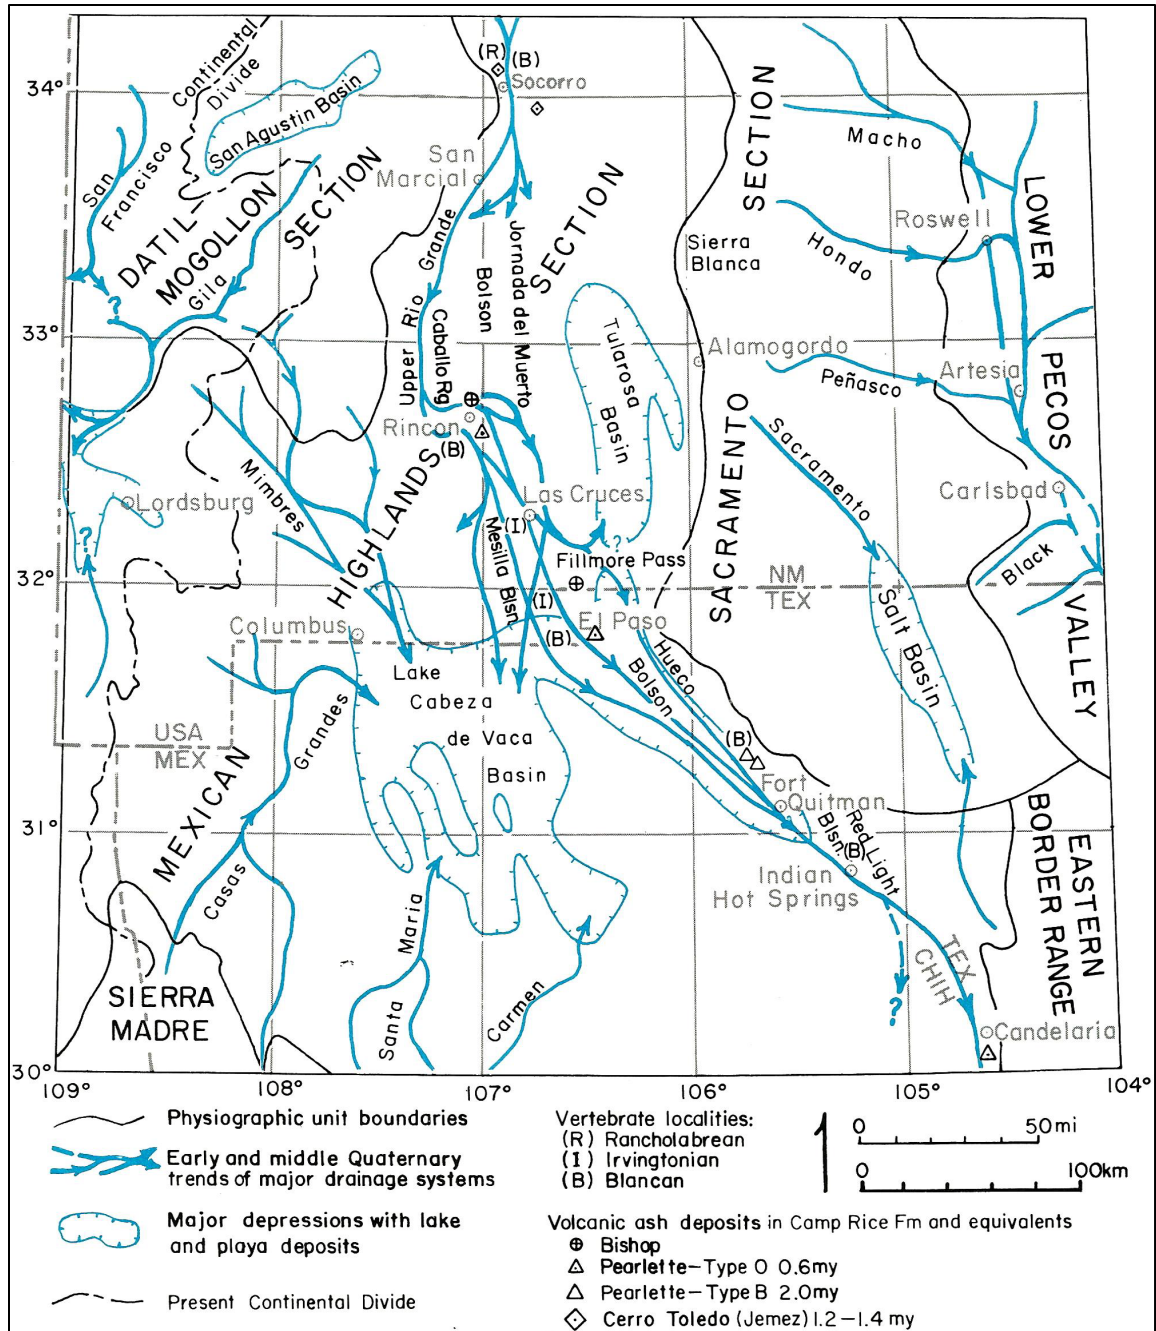 34°
33°
32°
31°
30°
109°
108°
107°
106°
105°
104°
Continental
Divide
San Agustin Basin
San
Francisco
DATIL-
MOGOLLON
SECTION
Gila
?
(R)
(B)
Socorro
San
Marcial
Upper Rio Grande
Caballo Rg
Jornada del Muerto
Bolson
SECTION
Tularosa
Basin
Sierra
Blanca
SACRAMENTO
SECTION
Macho
Roswell
Hondo
LOWER
PECOS
VALLEY
Alamogordo
Artesia
Peñasco
Carlsbad
Black
Sacramento
Salt Basin
Rincon
(B)
Las Cruces
(I)
Mesilla Blsn
Fillmore Pass
?
(I)
El Paso
(B)
NM
TEX
Hueco
Bolson
(B)
Fort
Quitman
Red Light
Blsn.
(B)
Indian
Hot Springs
TEX
CHIH
?
Candelaria
EASTERN
BORDER RANGE
Mimbres
Lordsburg
?
MEXICAN
HIGHLANDS
Columbus
Lake
Cabeza
de Vaca
Basin
USA
MEX
Casas
Grandes
Santa
Maria
Carmen
SIERRA
MADRE
Physiographic unit boundaries
Early and middle Quaternary
trends of major drainage systems
Major depressions with lake
and playa deposits
Present Continental Divide
Vertebrate localities:
(R) Rancholabrean
(I) Irvingtonian
(B) Blancan
0 50mi
0 100km
Volcanic ash deposits in Camp Rice Fm and equivalents
Bishop
Pearlette-Type O 0.6my
Pearlette-Type B 2.0my
Cerro Toledo (Jemez) 1.2-1.4 my